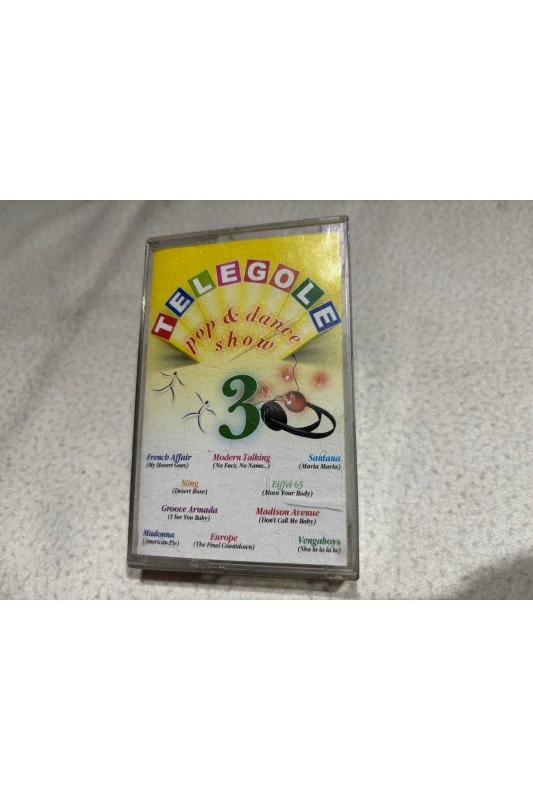 TELEGOLE
pop & dance
show
3
French Affair Modern Talking Santana
(My Heart Goes) (No Face, No Name...) (Maria Maria)
Sting Eiffel 65
(Desert Rose) (Move Your Body)
Groove Armada Madison Avenue
(I See You Baby) (Don't Call Me Baby)
Madonna Europe Vengaboys
(American Pie) (The Final Countdown) (Sha la la la la)